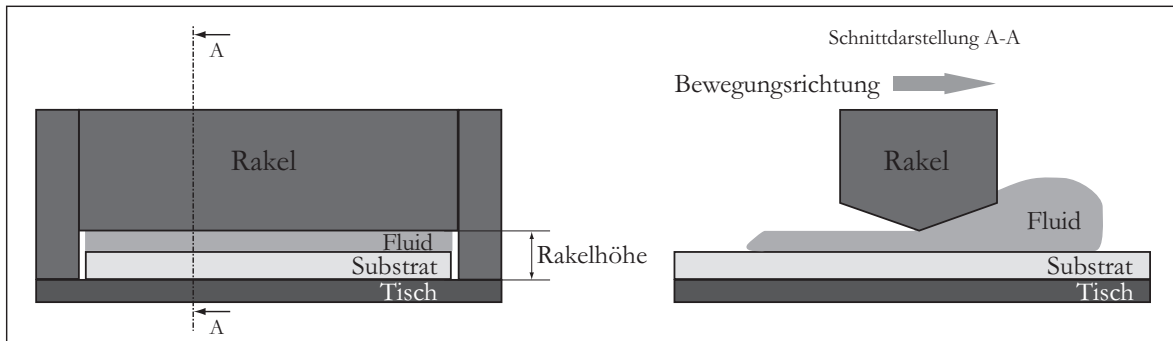 A
Rakel
Fluid
Rakelhöhe
Substrat
Tisch
A
Schnittdarstellung A-A
Bewegungsrichtung
Rakel
Fluid
Substrat
Tisch